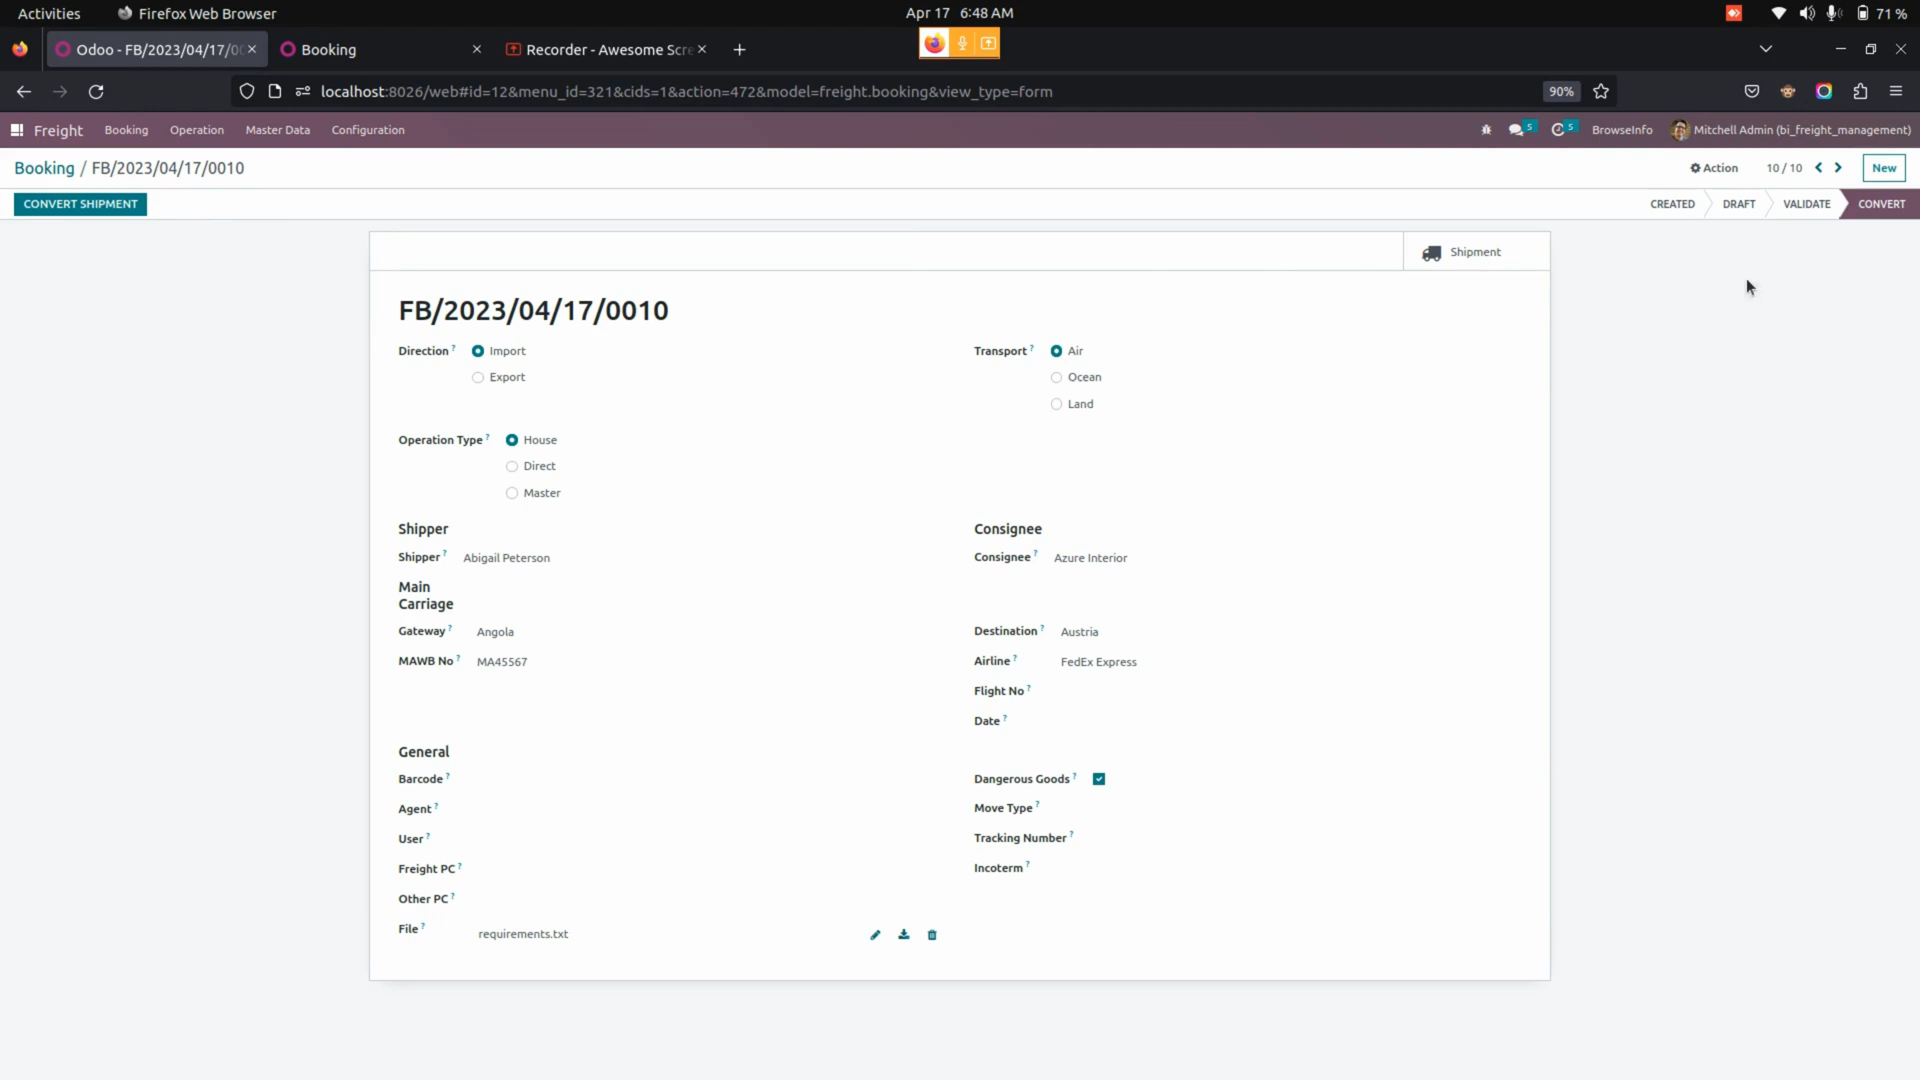 Activities Firefox Web Browser Apr 17 6:48 AM 71 %
Odoo - FB/2023/04/17/0 Booking Recorder - Awesome Scre
localhost:8026/web#id=12&menu_id=321&cids=1&action=472&model=freight.booking&view_type=form 90%
Freight Booking Operation Master Data Configuration 5 5 BrowseInfo Mitchell Admin (bi_freight_management)
Booking / FB/2023/04/17/0010 Action 10 / 10 New
CONVERT SHIPMENT CREATED DRAFT VALIDATE CONVERT
Shipment
FB/2023/04/17/0010
Direction ? Import Transport ? Air
Export Ocean
Land
Operation Type ? House
Direct
Master
Shipper Consignee
Shipper ? Abigail Peterson Consignee ? Azure Interior
Main
Carriage
Gateway ? Angola Destination ? Austria
MAWB No ? MA45567 Airline ? FedEx Express
Flight No ?
Date ?
General
Barcode ? Dangerous Goods ?
Agent ? Move Type ?
User ? Tracking Number ?
Freight PC ? Incoterm ?
Other PC ?
File ? requirements.txt